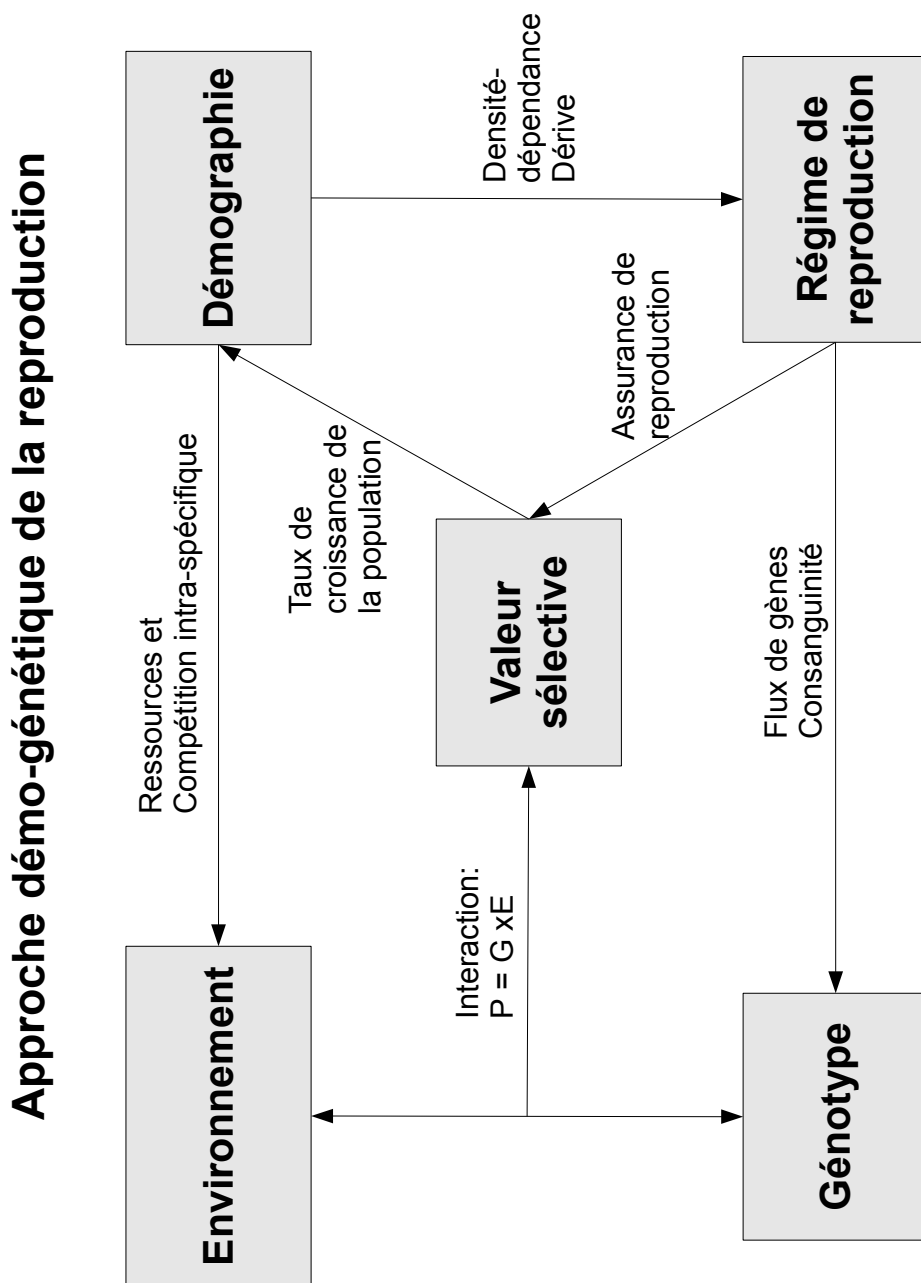 Approche démo-génétique de la reproduction
Environnement
Ressources et
Compétition intra-spécifique
Démographie
Taux de
croissance de
la population
Interaction:
P = G xE
Valeur
sélective
Assurance de
reproduction
Densité-
dépendance
Dérive
Génotype
Flux de gènes
Consanguinité
Régime de
reproduction